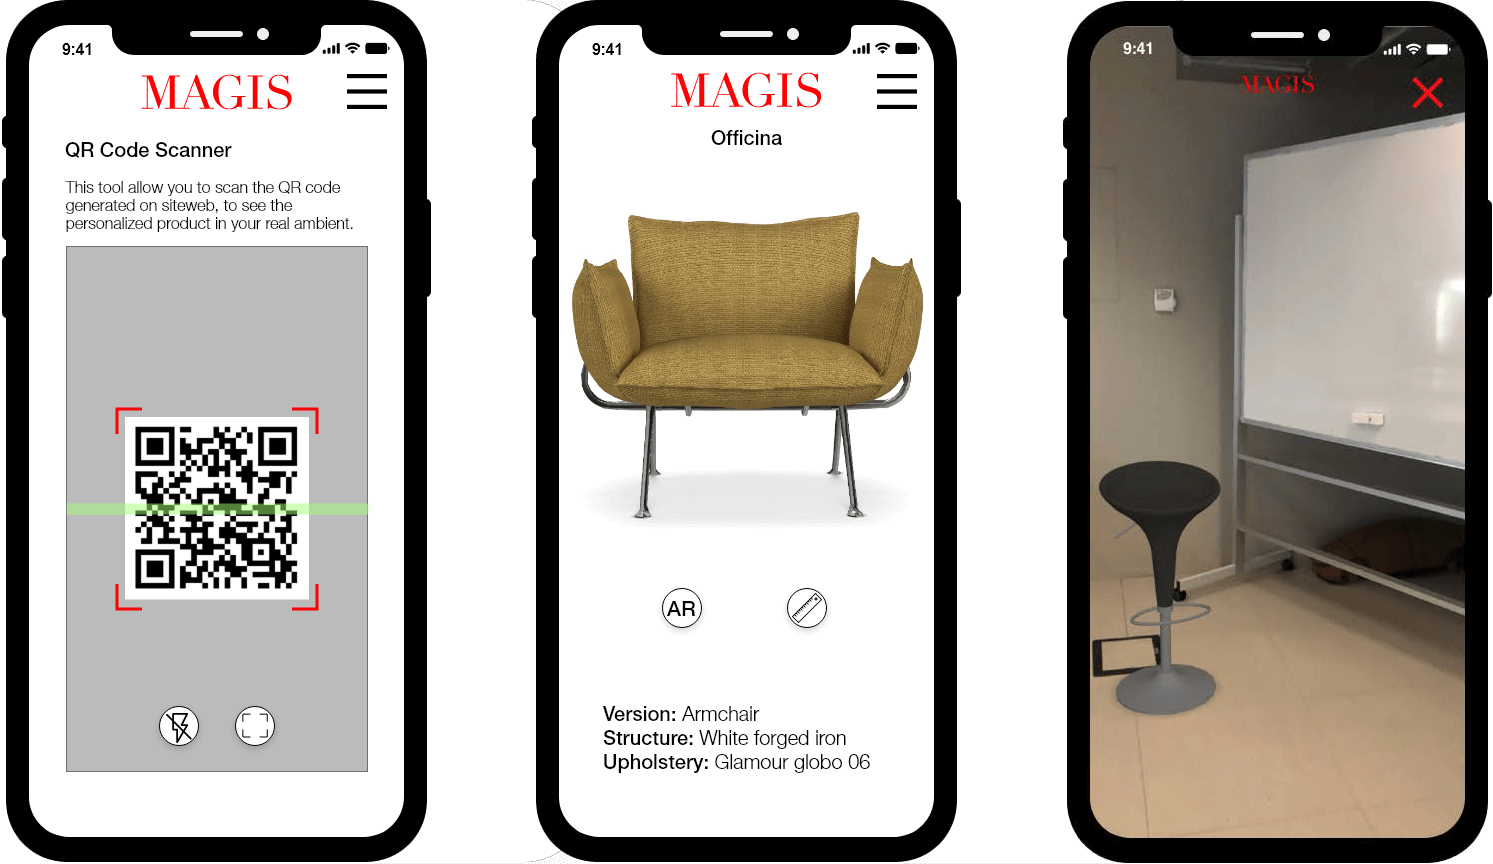 9:41
MAGIS
QR Code Scanner
This tool allow you to scan the QR code
generated on siteweb, to see the
personalized product in your real ambient.
9:41
MAGIS
Officina
AR
Version: Armchair
Structure: White forged iron
Upholstery: Glamour globo 06
9:41
MAGIS